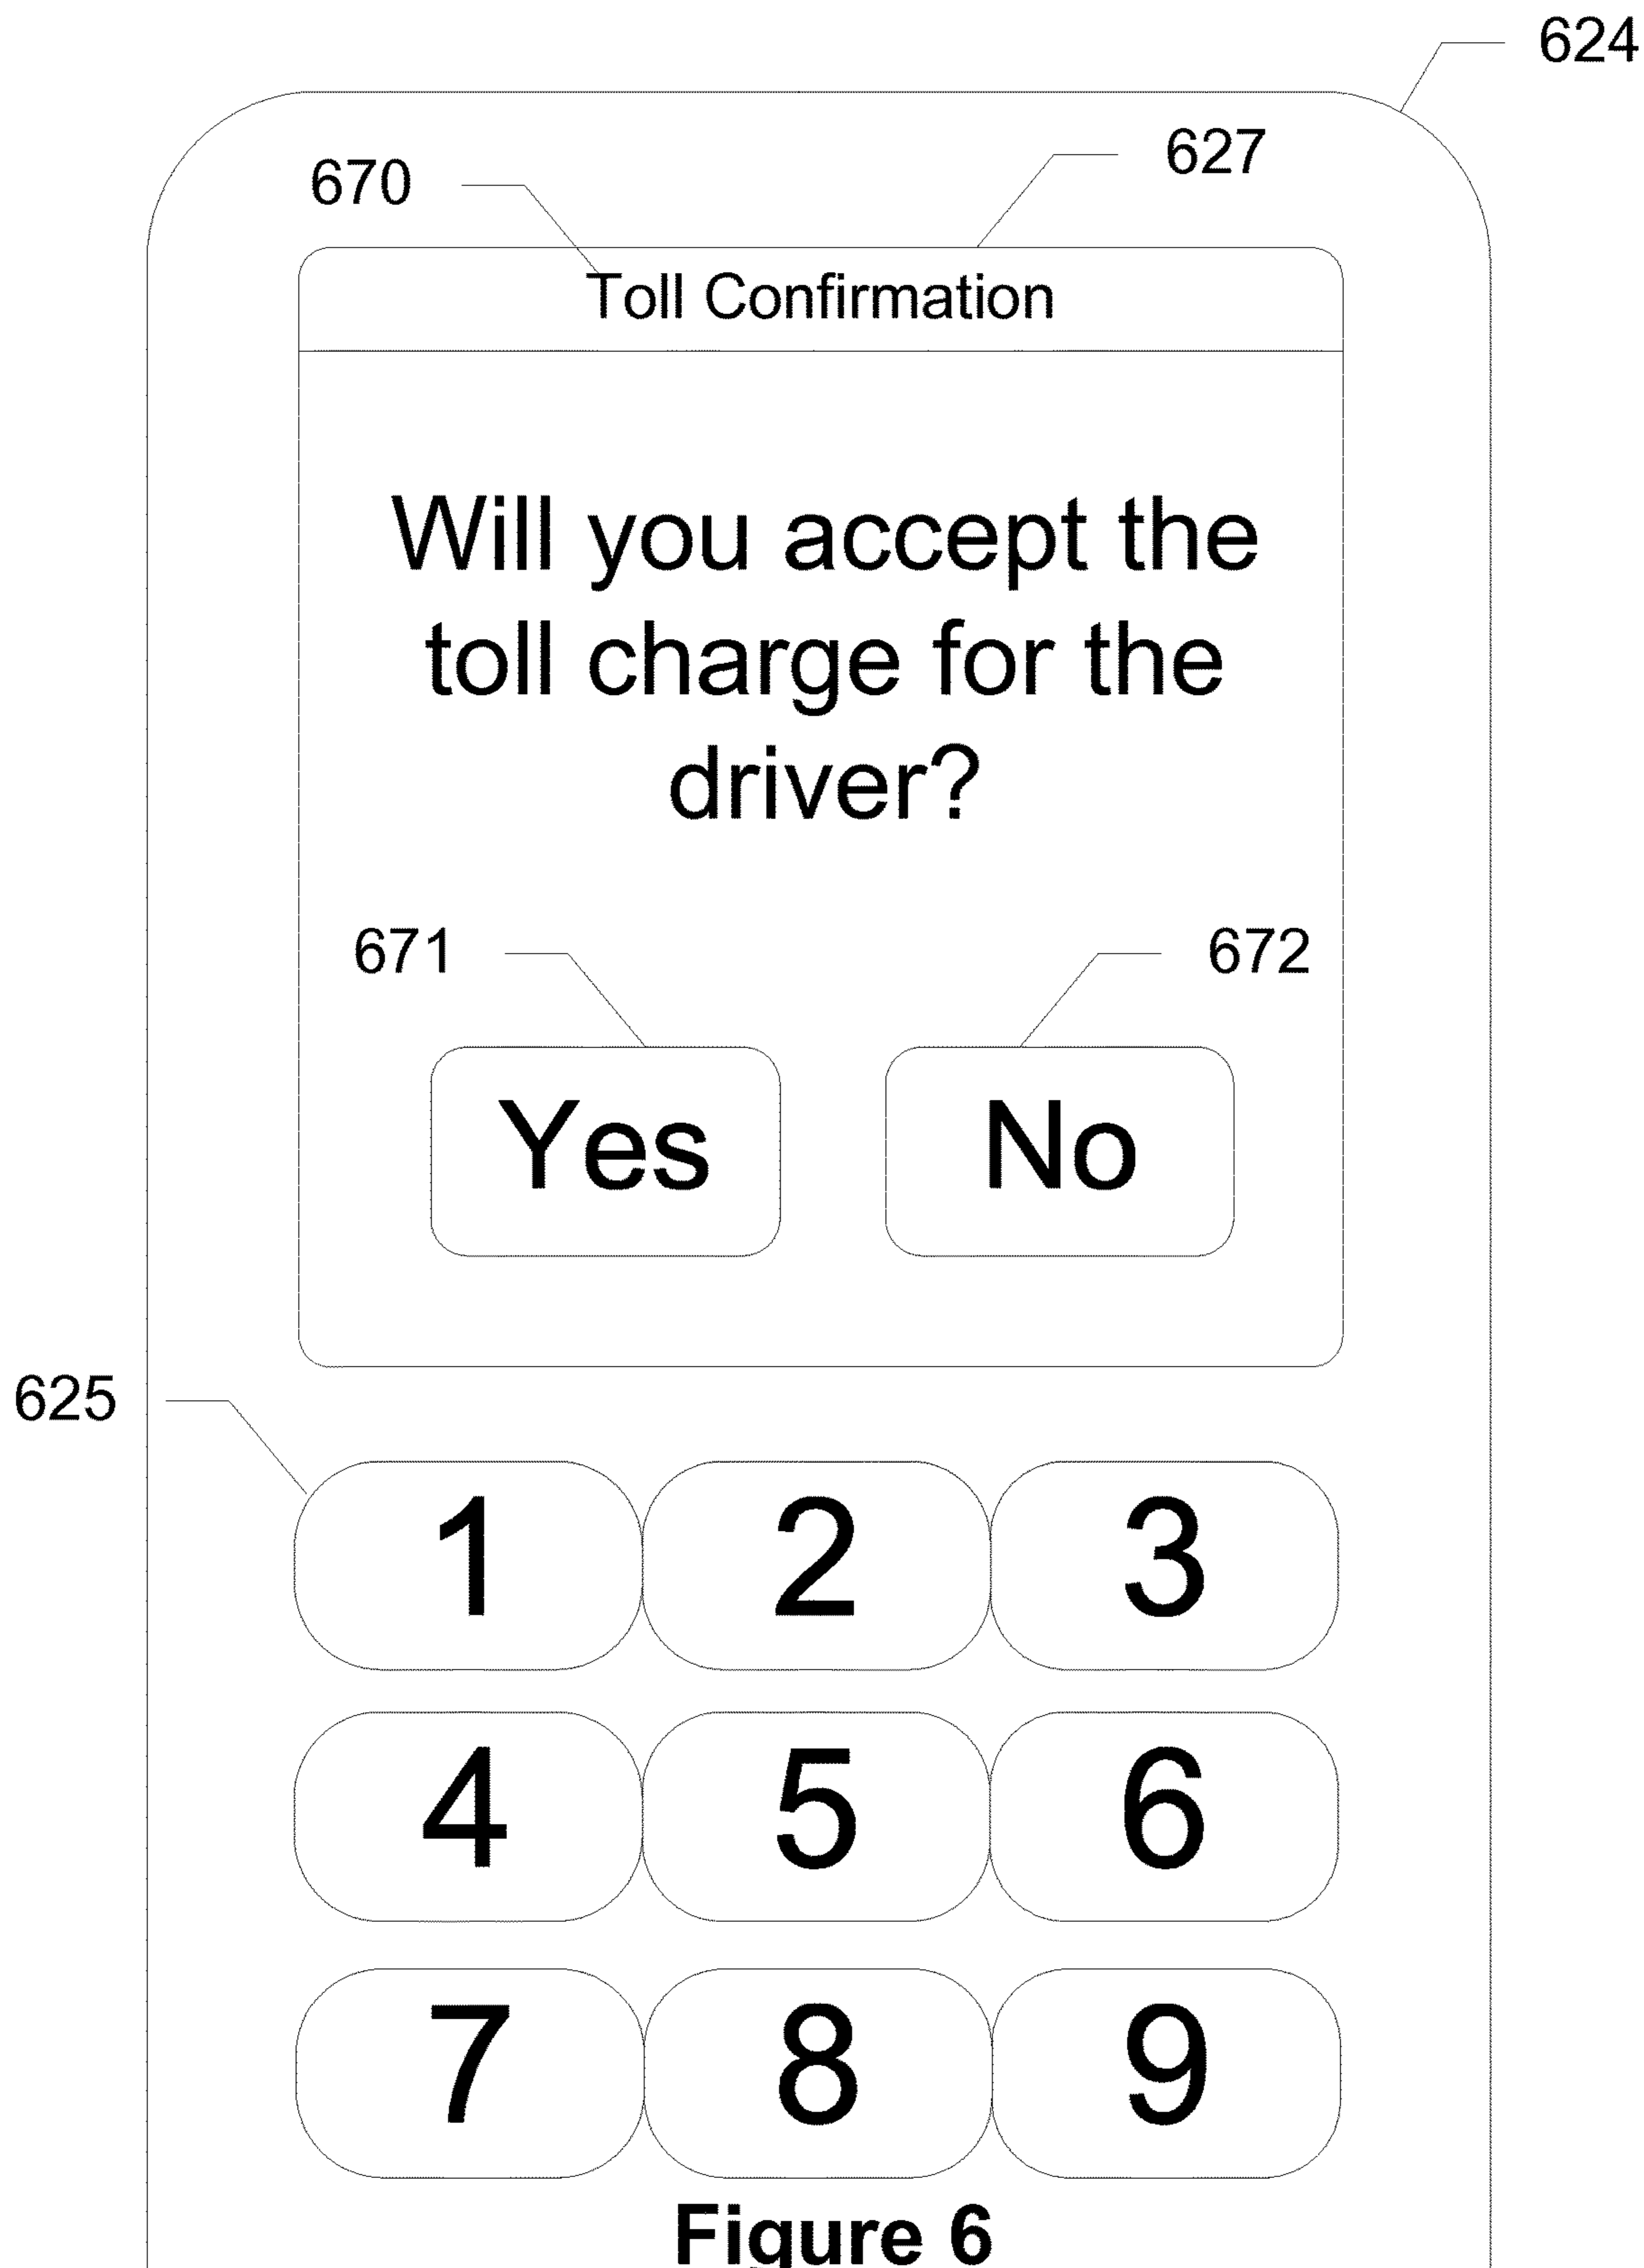 624
627
670
Toll Confirmation
Will you accept the
toll charge for the
driver?
671
672
Yes
No
625
1
2
3
4
5
6
7
8
9
Figure 6